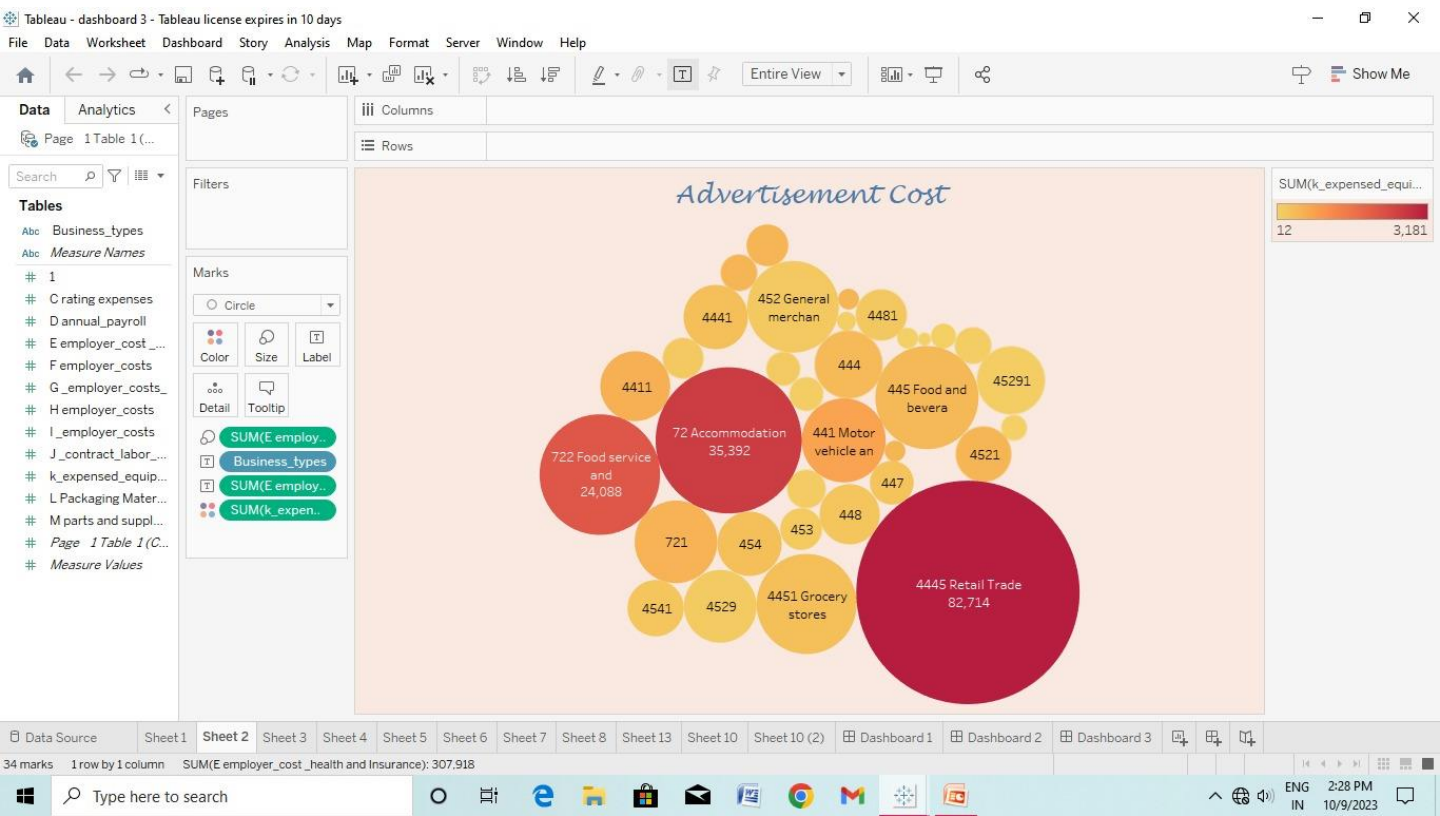 Tableau - dashboard 3 - Tableau license expires in 10 days
File Data Worksheet Dashboard Story Analysis Map Format Server Window Help
Entire View
Show Me
Data Analytics
Page 1 Table 1 (...
Search
Tables
Abc Business_types
Abc Measure Names
# 1
# C rating expenses
# D annual_payroll
# E employer_cost _...
# F employer_costs
# G _employer_costs_
# H employer_costs
# I _employer_costs
# J _contract_labor_...
# k_expensed_equip...
# L Packaging Mater...
# M parts and suppl...
# Page 1 Table 1 (C...
# Measure Values
Pages
Filters
Marks
Circle
Color Size Label
Detail Tooltip
SUM(E employ..
Business_types
SUM(E employ..
SUM(k_expen..
Columns
Rows
Advertisement Cost
452 General
merchan
4441
4481
444
4411
445 Food and
bevera
45291
72 Accommodation
35,392
441 Motor
vehicle an
4521
722 Food service
and
24,088
447
448
453
721
454
4451 Grocery
stores
4541
4529
4445 Retail Trade
82,714
SUM(k_expensed_equi...
12 3,181
Data Source Sheet 1 Sheet 2 Sheet 3 Sheet 4 Sheet 5 Sheet 6 Sheet 7 Sheet 8 Sheet 13 Sheet 10 Sheet 10 (2) Dashboard 1 Dashboard 2 Dashboard 3
34 marks 1 row by 1 column SUM(E employer_cost _health and Insurance): 307,918
Type here to search
ENG
IN
2:28 PM
10/9/2023